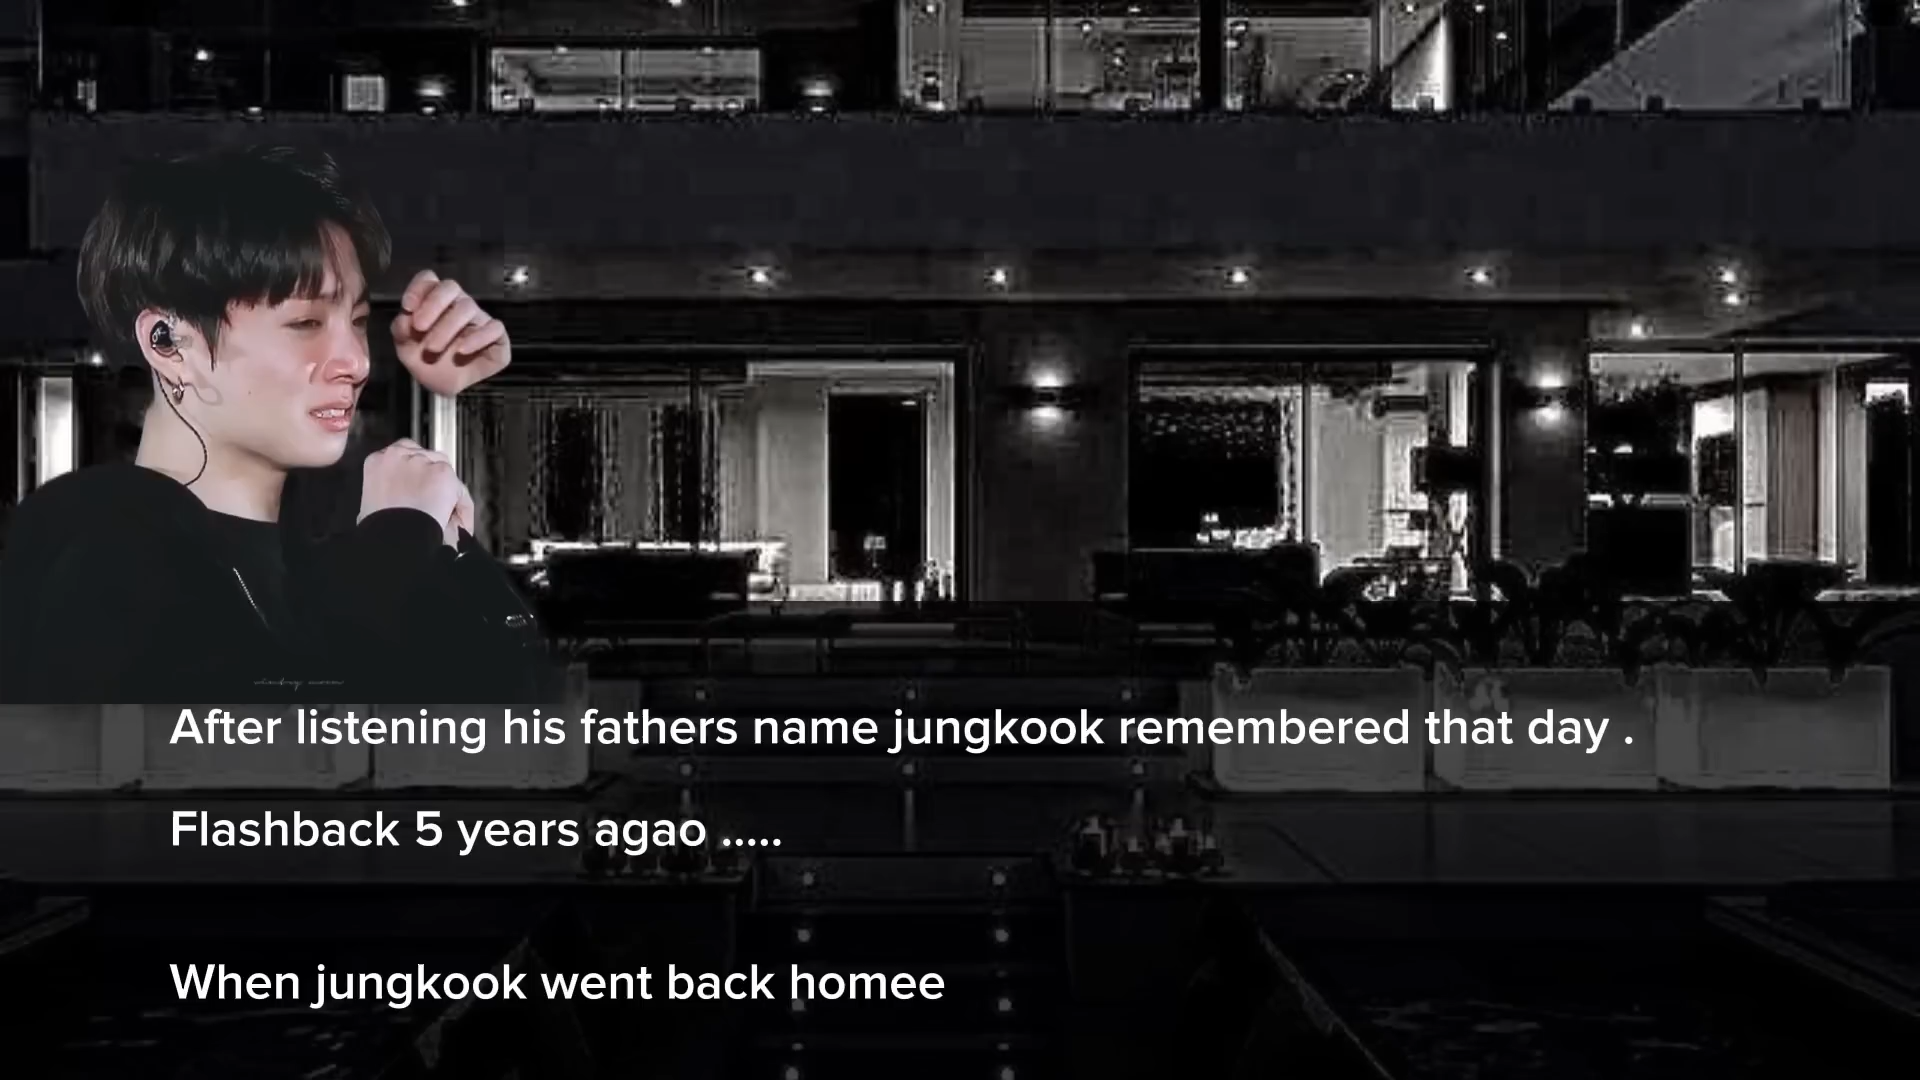 After listening his fathers name jungkook remembered that day .
Flashback 5 years agao .....
When jungkook went back homee